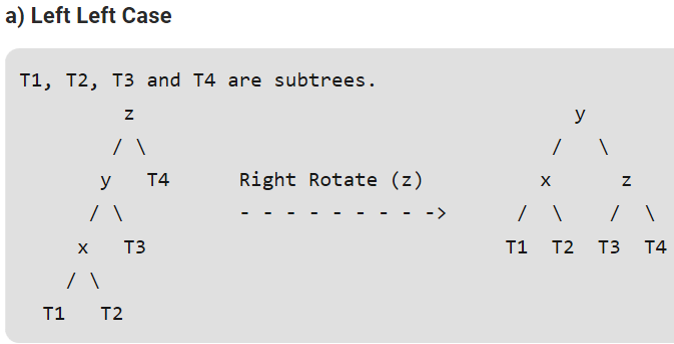 a) Left Left Case
T1, T2, T3 and T4 are subtrees.
         z                                      y
        / \                                   /   \
       y   T4      Right Rotate (z)          x      z
      / \          - - - - - - - - ->      /  \    /  \
     x   T3                               T1  T2  T3  T4
    / \
  T1   T2